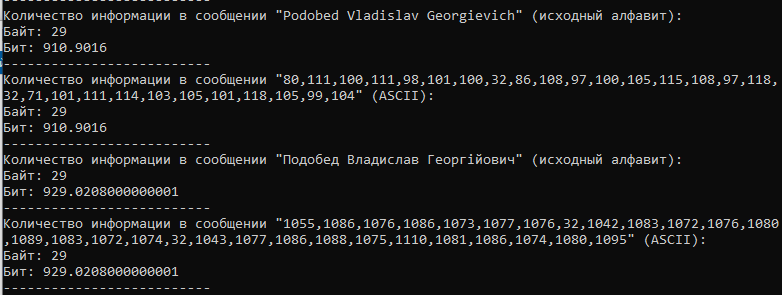 ---------------------------
Количество информации в сообщении "Podobed Vladislav Georgievich" (исходный алфавит):
Байт: 29
Бит: 910.9016
---------------------------
Количество информации в сообщении "80,111,100,111,98,101,100,32,86,108,97,100,105,115,108,97,118,
32,71,101,111,114,103,105,101,118,105,99,104" (ASCII):
Байт: 29
Бит: 910.9016
---------------------------
Количество информации в сообщении "Подобед Владислав Георгійович" (исходный алфавит):
Байт: 29
Бит: 929.0208000000001
---------------------------
Количество информации в сообщении "1055,1086,1076,1086,1073,1077,1076,32,1042,1083,1072,1076,1080
,1089,1083,1072,1074,32,1043,1077,1086,1088,1075,1110,1081,1086,1074,1080,1095" (ASCII):
Байт: 29
Бит: 929.0208000000001
---------------------------